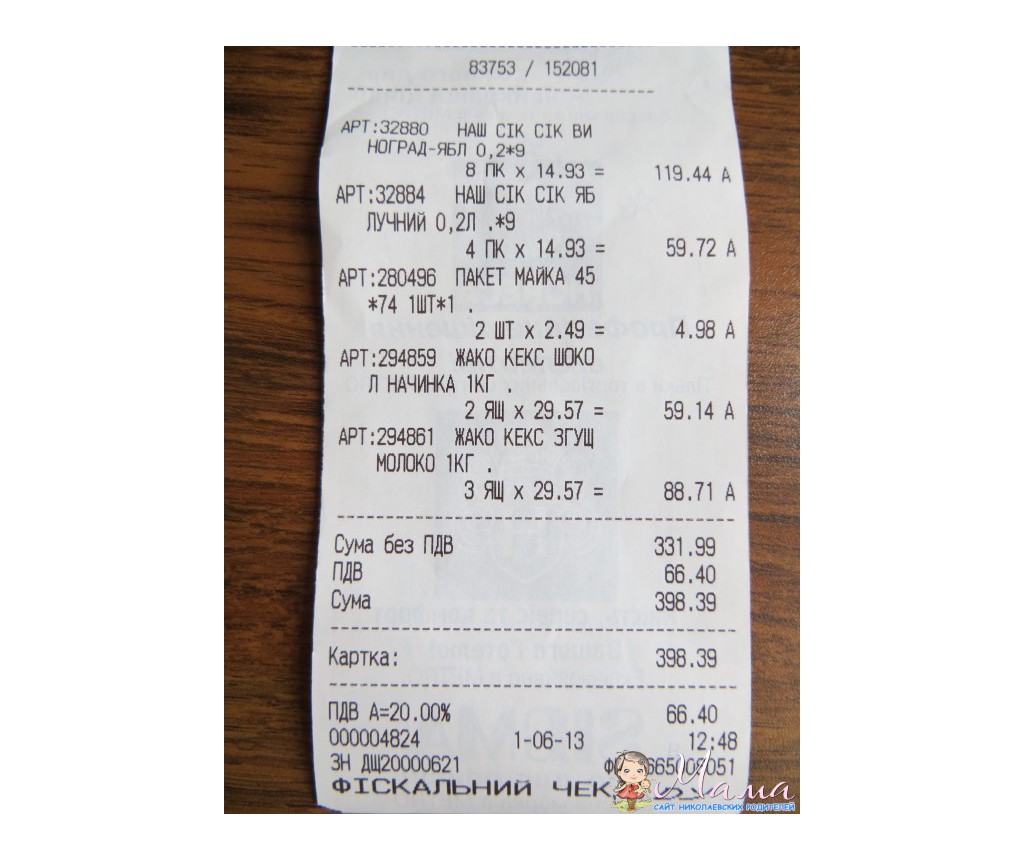 83753 / 152081
АРТ:32880 НАШ СІК СІК ВИ
НОГРАД-ЯБЛ 0,2*9
8 ПК х 14.93 = 119.44 А
АРТ:32884 НАШ СІК СІК ЯБ
ЛУЧНИЙ 0,2Л .*9
4 ПК х 14.93 = 59.72 А
АРТ:280496 ПАКЕТ МАЙКА 45
*74 1ШТ*1 .
2 ШТ х 2.49 = 4.98 А
АРТ:294859 ЖАКО КЕКС ШОКО
Л НАЧИНКА 1КГ .
2 ЯЩ х 29.57 = 59.14 А
АРТ:294861 ЖАКО КЕКС ЗГУЩ
МОЛОКО 1КГ .
3 ЯЩ х 29.57 = 88.71 А
Сума без ПДВ 331.99
ПДВ 66.40
Сума 398.39
Картка: 398.39
ПДВ А=20.00% 66.40
000004824 1-06-13 12:48
ЗН ДЩ20000621
ФІСКАЛЬНИЙ ЧЕК
Мама
САЙТ НИКОЛАЕВСКИХ РОДИТЕЛЕЙ